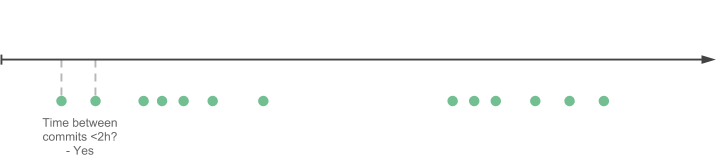 Time between
commits <2h?
- Yes